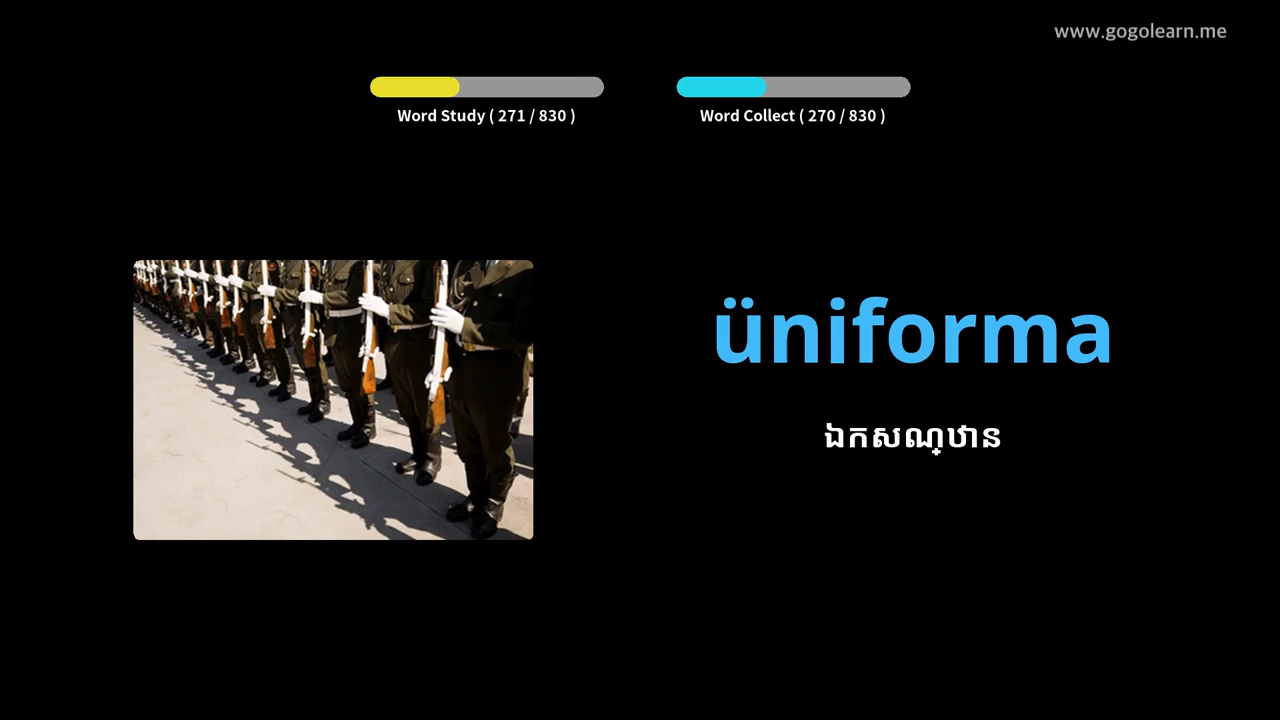 www.gogolearn.me
Word Study ( 271 / 830 )
Word Collect ( 270 / 830 )
üniforma
ឯកសណ្ឋាន